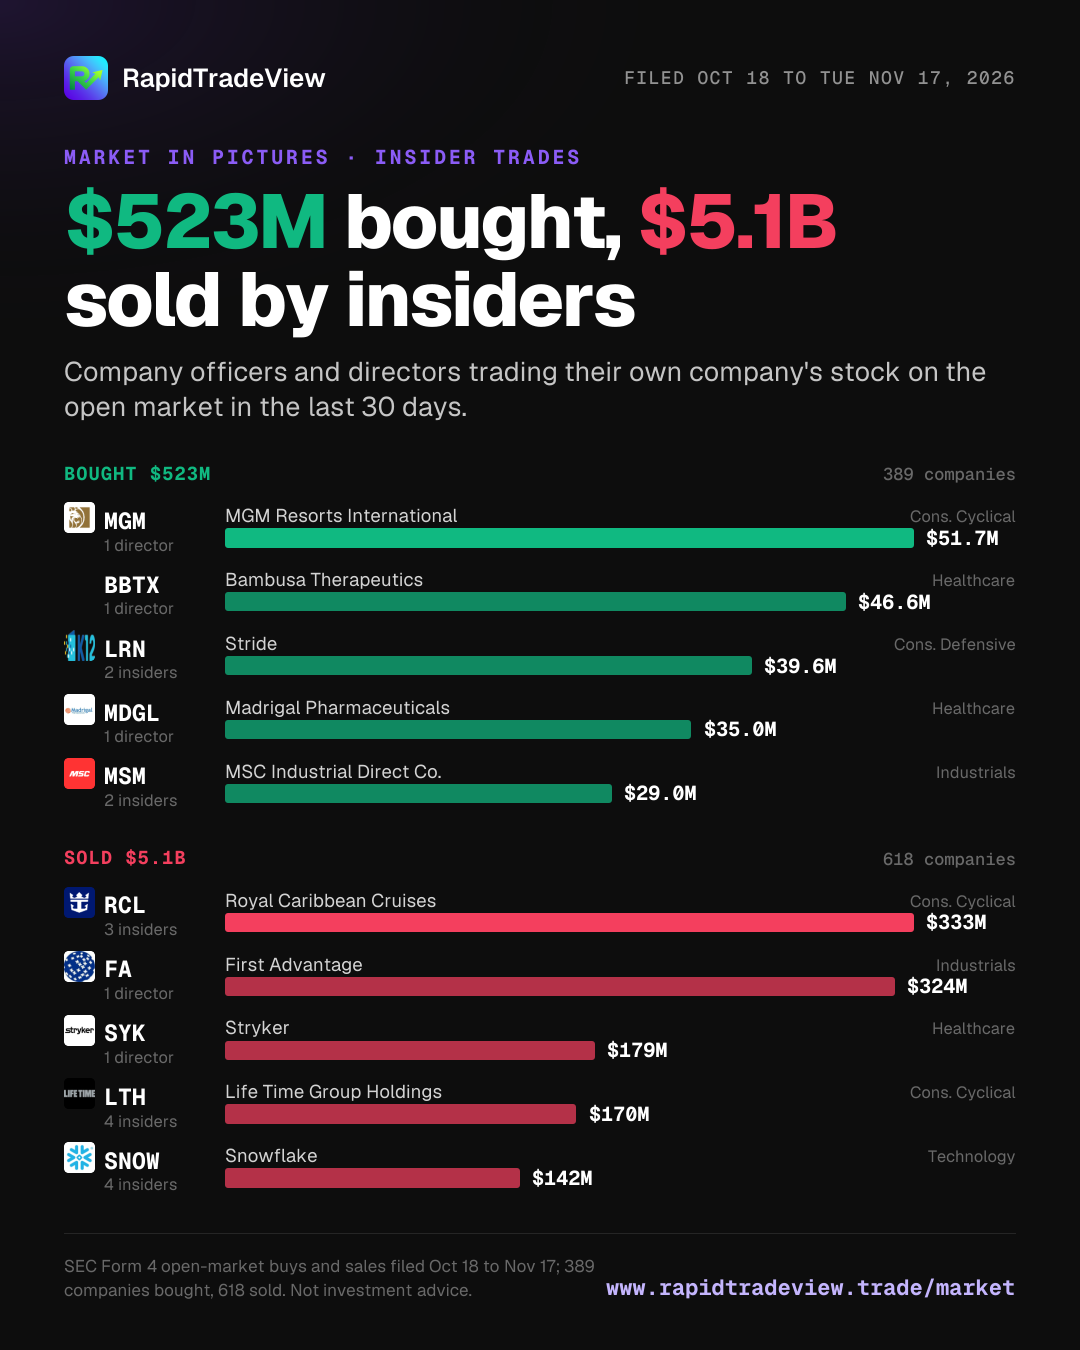 RapidTradeView
FILED OCT 18 TO TUE NOV 17, 2026
MARKET IN PICTURES · INSIDER TRADES
$523M bought, $5.1B
sold by insiders
Company officers and directors trading their own company's stock on the
open market in the last 30 days.
BOUGHT $523M
389 companies
MGM
1 director
MGM Resorts International
Cons. Cyclical
$51.7M
BBTX
1 director
Bambusa Therapeutics
Healthcare
$46.6M
K12
LRN
2 insiders
Stride
Cons. Defensive
$39.6M
Madrigal
MDGL
1 director
Madrigal Pharmaceuticals
Healthcare
$35.0M
MSC
MSM
2 insiders
MSC Industrial Direct Co.
Industrials
$29.0M
SOLD $5.1B
618 companies
RCL
3 insiders
Royal Caribbean Cruises
Cons. Cyclical
$333M
FA
1 director
First Advantage
Industrials
$324M
stryker
SYK
1 director
Stryker
Healthcare
$179M
LIFE TIME
LTH
4 insiders
Life Time Group Holdings
Cons. Cyclical
$170M
SNOW
4 insiders
Snowflake
Technology
$142M
SEC Form 4 open-market buys and sales filed Oct 18 to Nov 17; 389
companies bought, 618 sold. Not investment advice.
www.rapidtradeview.trade/market